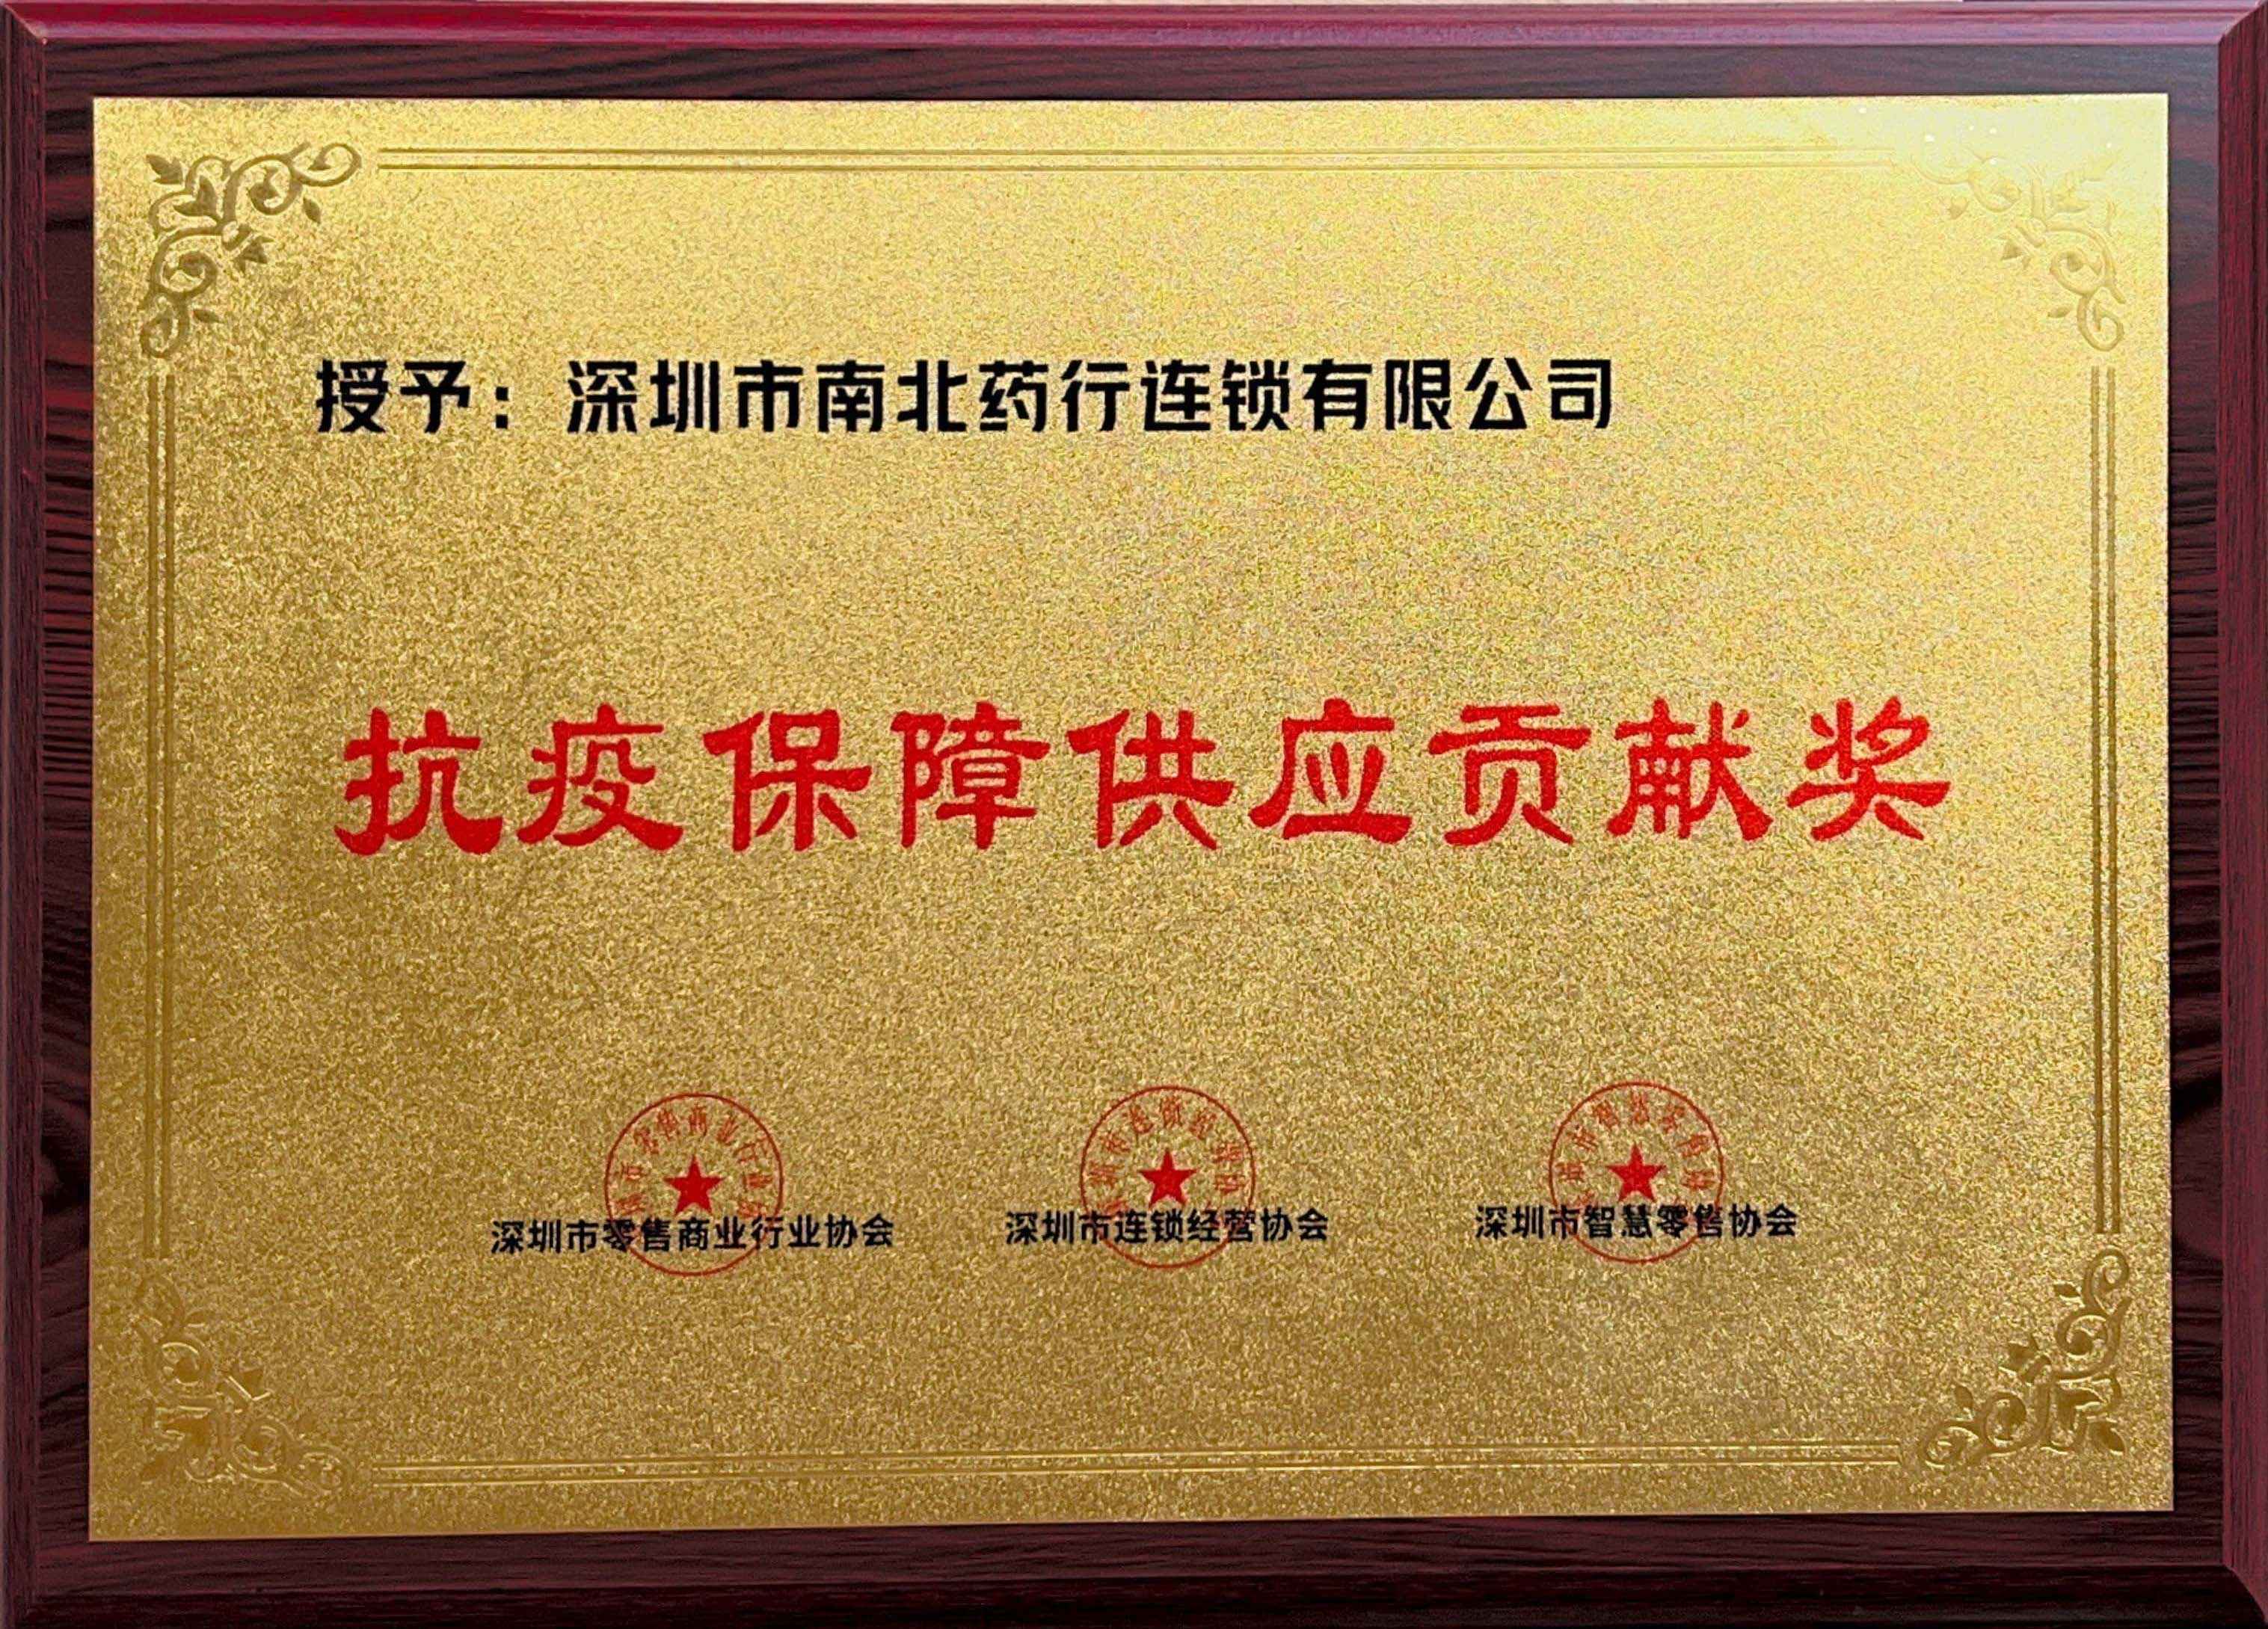 授予：深圳市南北药行连锁有限公司
抗疫保障供应贡献奖
深圳市零售商业行业协会
深圳市连锁经营协会
深圳市智慧零售协会